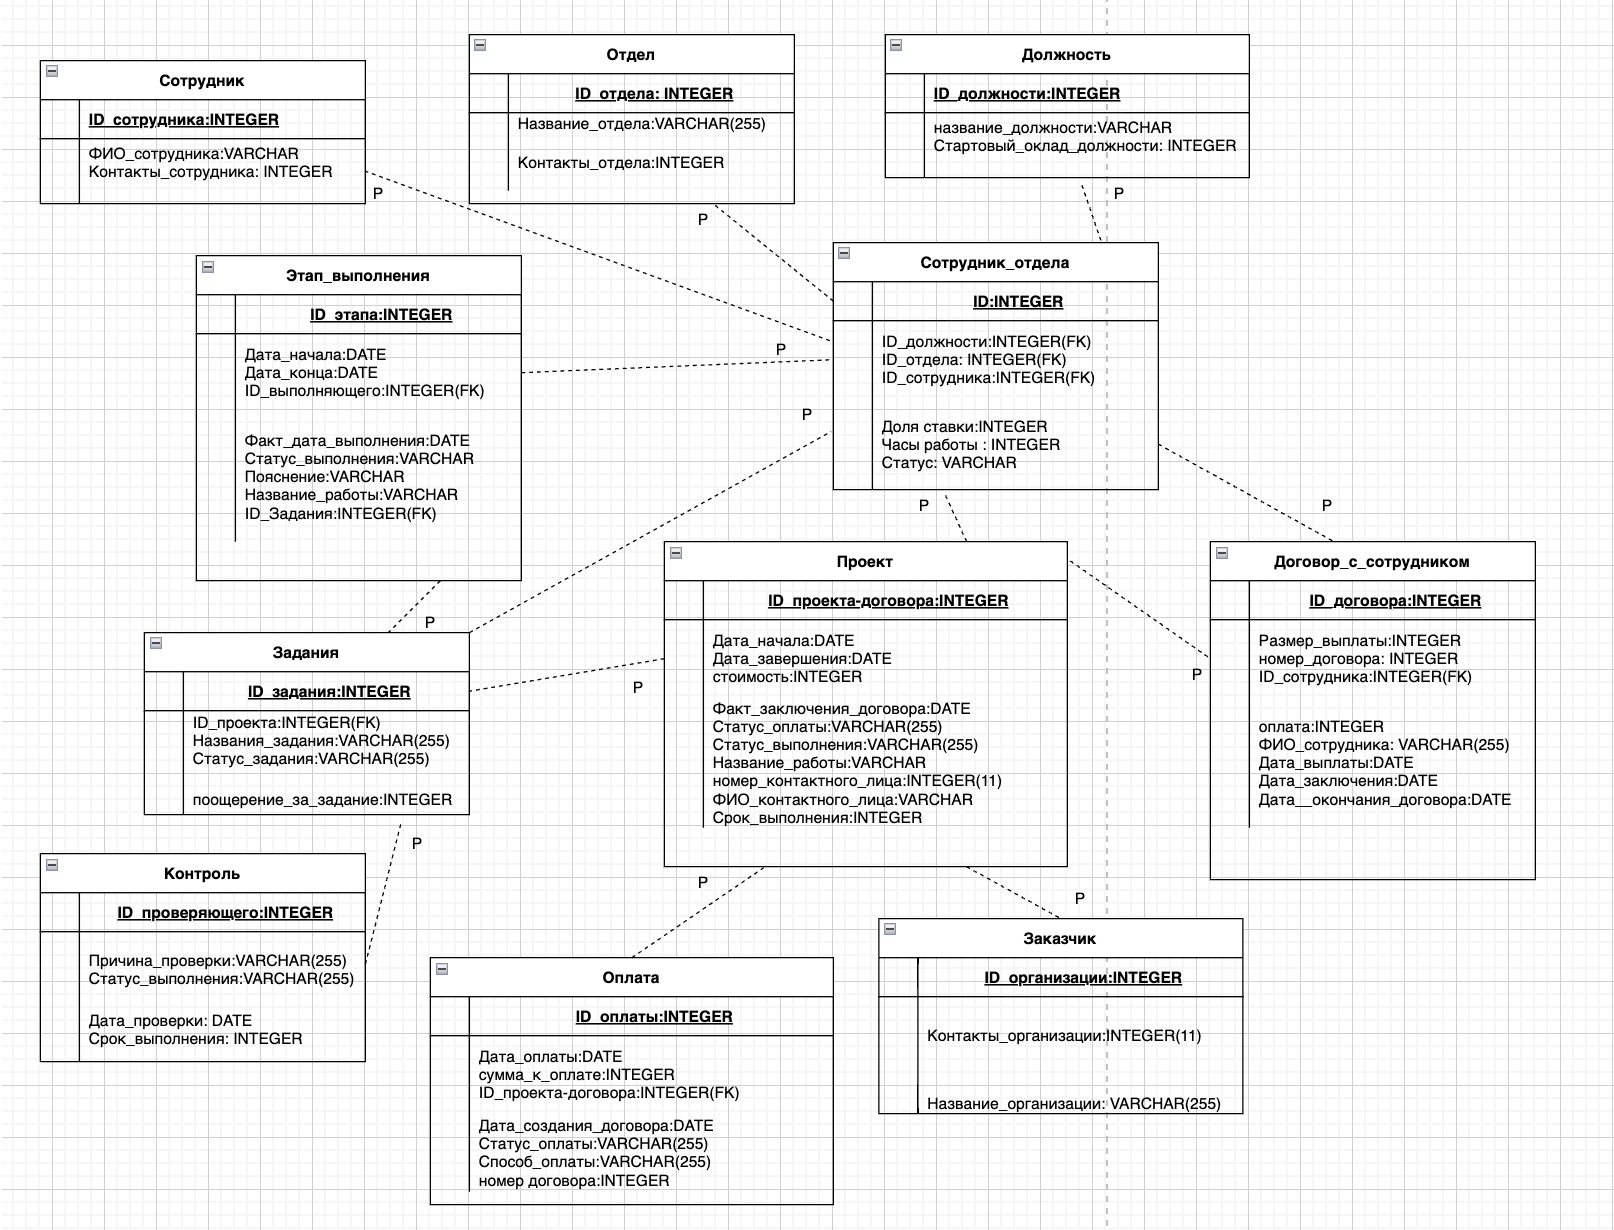 Сотрудник
ID_сотрудника:INTEGER
ФИО_сотрудника:VARCHAR
Контакты_сотрудника: INTEGER
P
Отдел
ID_отдела: INTEGER
Название_отдела:VARCHAR(255)
Контакты_отдела:INTEGER
P
Должность
ID_должности:INTEGER
название_должности:VARCHAR
Стартовый_оклад_должности: INTEGER
P
Этап_выполнения
ID_этапа:INTEGER
Дата_начала:DATE
Дата_конца:DATE
ID_выполняющего:INTEGER(FK)
Факт_дата_выполнения:DATE
Статус_выполнения:VARCHAR
Пояснение:VARCHAR
Название_работы:VARCHAR
ID_Задания:INTEGER(FK)
P
P
P
Сотрудник_отдела
ID:INTEGER
ID_должности:INTEGER(FK)
ID_отдела: INTEGER(FK)
ID_сотрудника:INTEGER(FK)
Доля ставки:INTEGER
Часы работы : INTEGER
Статус: VARCHAR
P
P
Задания
ID_задания:INTEGER
ID_проекта:INTEGER(FK)
Названия_задания:VARCHAR(255)
Статус_задания:VARCHAR(255)
поощерение_за_задание:INTEGER
P
P
Проект
ID_проекта-договора:INTEGER
Дата_начала:DATE
Дата_завершения:DATE
стоимость:INTEGER
Факт_заключения_договора:DATE
Статус_оплаты:VARCHAR(255)
Статус_выполнения:VARCHAR(255)
Название_работы:VARCHAR
номер_контактного_лица:INTEGER(11)
ФИО_контактного_лица:VARCHAR
Срок_выполнения:INTEGER
P
P
P
Договор_с_сотрудником
ID_договора:INTEGER
Размер_выплаты:INTEGER
номер_договора: INTEGER
ID_сотрудника:INTEGER(FK)
оплата:INTEGER
ФИО_сотрудника: VARCHAR(255)
Дата_выплаты:DATE
Дата_заключения:DATE
Дата__окончания_договора:DATE
Контроль
ID_проверяющего:INTEGER
Причина_проверки:VARCHAR(255)
Статус_выполнения:VARCHAR(255)
Дата_проверки: DATE
Срок_выполнения: INTEGER
Оплата
ID_оплаты:INTEGER
Дата_оплаты:DATE
сумма_к_оплате:INTEGER
ID_проекта-договора:INTEGER(FK)
Дата_создания_договора:DATE
Статус_оплаты:VARCHAR(255)
Способ_оплаты:VARCHAR(255)
номер договора:INTEGER
Заказчик
ID_организации:INTEGER
Контакты_организации:INTEGER(11)
Название_организации: VARCHAR(255)